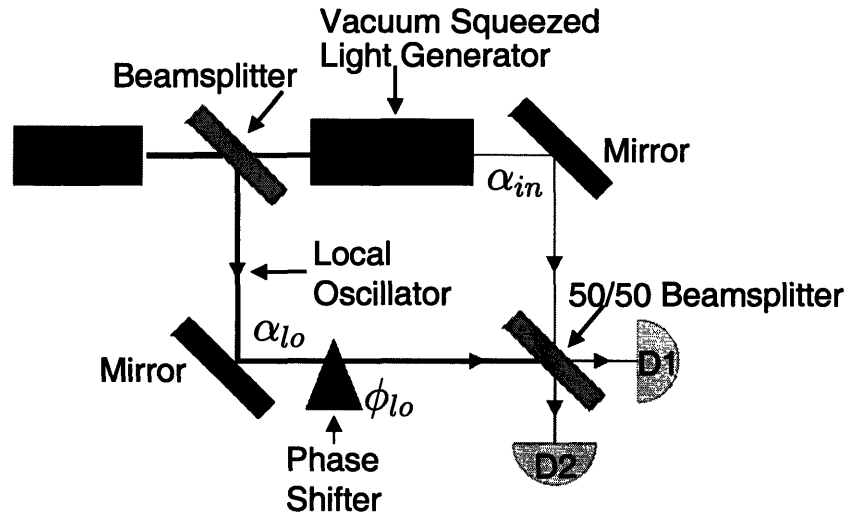 Vacuum Squeezed
Light Generator
Beamsplitter
Mirror
α_in
Local
Oscillator
50/50 Beamsplitter
α_lo
Mirror
ϕ_lo
D1
Phase
Shifter
D2